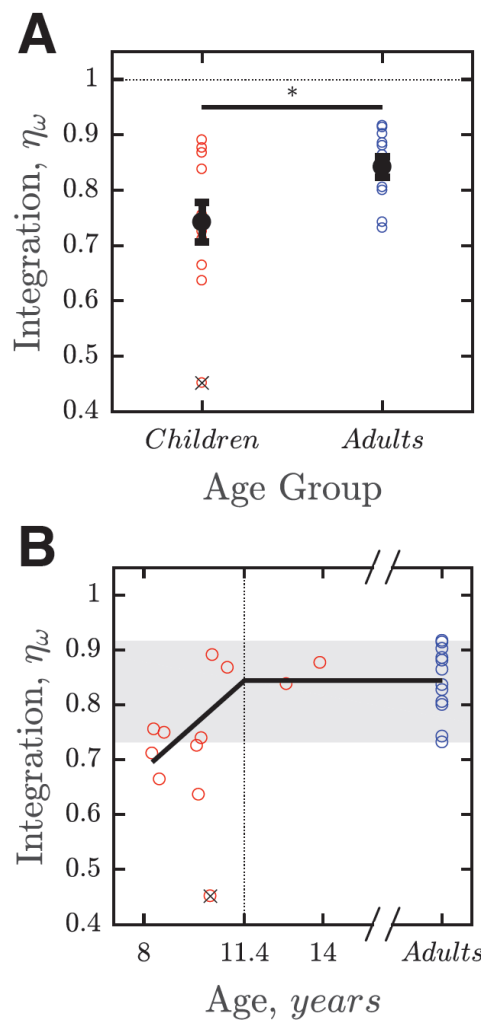 A
Integration, η_ω
1
0.9
0.8
0.7
0.6
0.5
0.4
*
Children Adults
Age Group
B
Integration, η_ω
1
0.9
0.8
0.7
0.6
0.5
0.4
8 11.4 14 Adults
Age, years